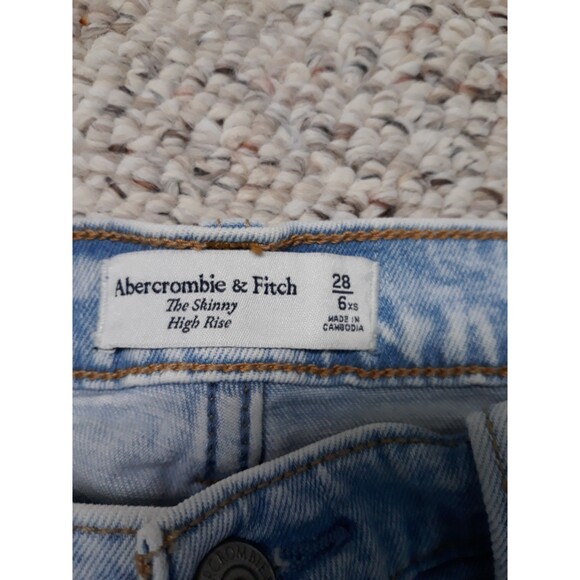 Abercrombie & Fitch
The Skinny
High Rise
28
6xs
MADE IN
CAMBODIA